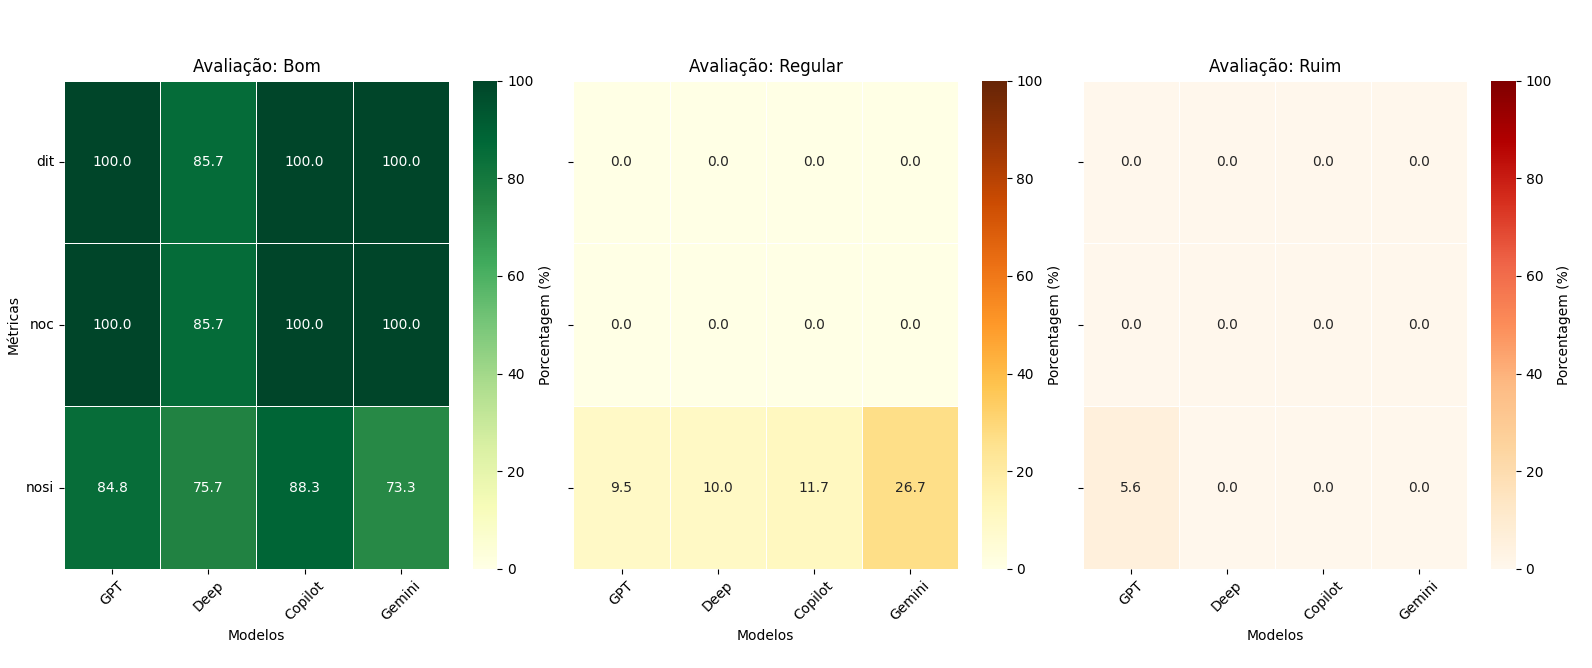 Avaliação: Bom
Métricas
dit
noc
nosi
100.0 85.7 100.0 100.0
100.0 85.7 100.0 100.0
84.8 75.7 88.3 73.3
GPT Deep Copilot Gemini
Modelos
100
80
60
40
20
0
Porcentagem (%)
Avaliação: Regular
0.0 0.0 0.0 0.0
0.0 0.0 0.0 0.0
9.5 10.0 11.7 26.7
GPT Deep Copilot Gemini
Modelos
100
80
60
40
20
0
Porcentagem (%)
Avaliação: Ruim
0.0 0.0 0.0 0.0
0.0 0.0 0.0 0.0
5.6 0.0 0.0 0.0
GPT Deep Copilot Gemini
Modelos
100
80
60
40
20
0
Porcentagem (%)